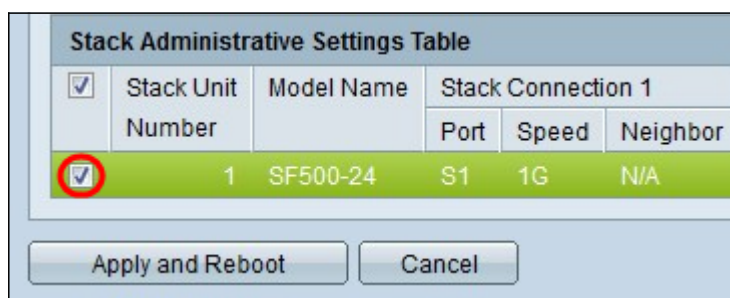 Stack Administrative Settings Table
Stack Unit Number Model Name Stack Connection 1
Port Speed Neighbor
1 SF500-24 S1 1G N/A
Apply and Reboot Cancel